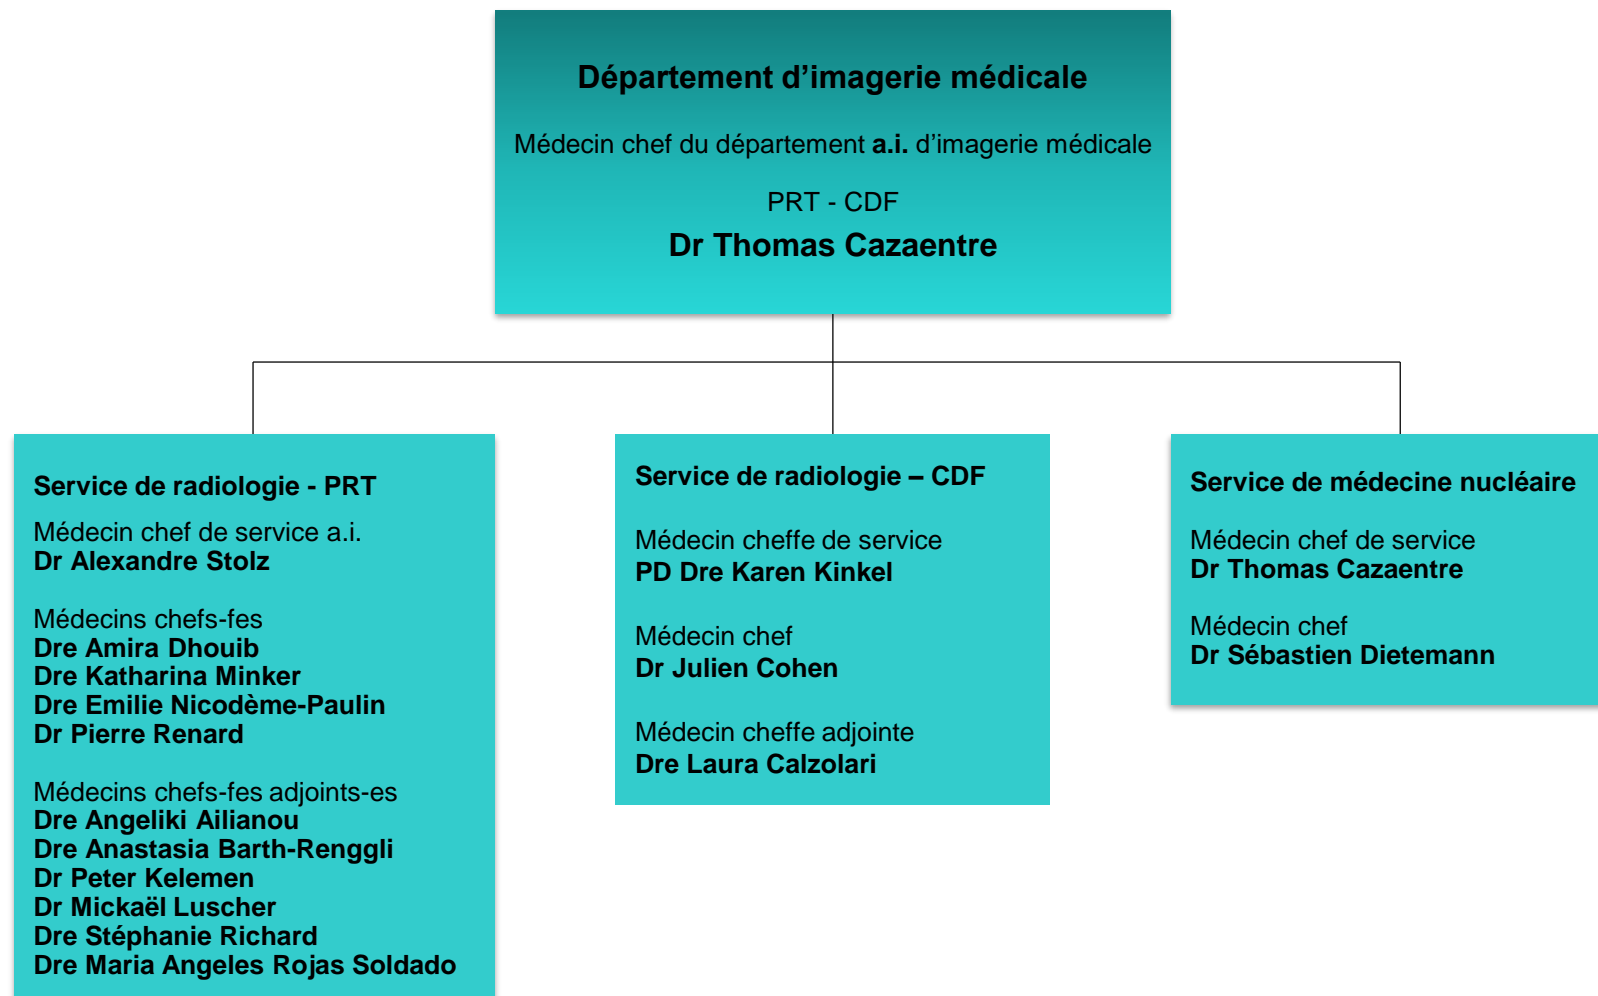 Département d’imagerie médicale
Médecin chef du département a.i. d’imagerie médicale
PRT - CDF
Dr Thomas Cazaentre
Service de radiologie - PRT
Médecin chef de service a.i.
Dr Alexandre Stolz
Médecins chefs-fes
Dre Amira Dhouib
Dre Katharina Minker
Dre Emilie Nicodème-Paulin
Dr Pierre Renard
Médecins chefs-fes adjoints-es
Dre Angeliki Ailianou
Dre Anastasia Barth-Renggli
Dr Peter Kelemen
Dr Mickaël Luscher
Dre Stéphanie Richard
Dre Maria Angeles Rojas Soldado
Service de radiologie – CDF
Médecin cheffe de service
PD Dre Karen Kinkel
Médecin chef
Dr Julien Cohen
Médecin cheffe adjointe
Dre Laura Calzolari
Service de médecine nucléaire
Médecin chef de service
Dr Thomas Cazaentre
Médecin chef
Dr Sébastien Dietemann